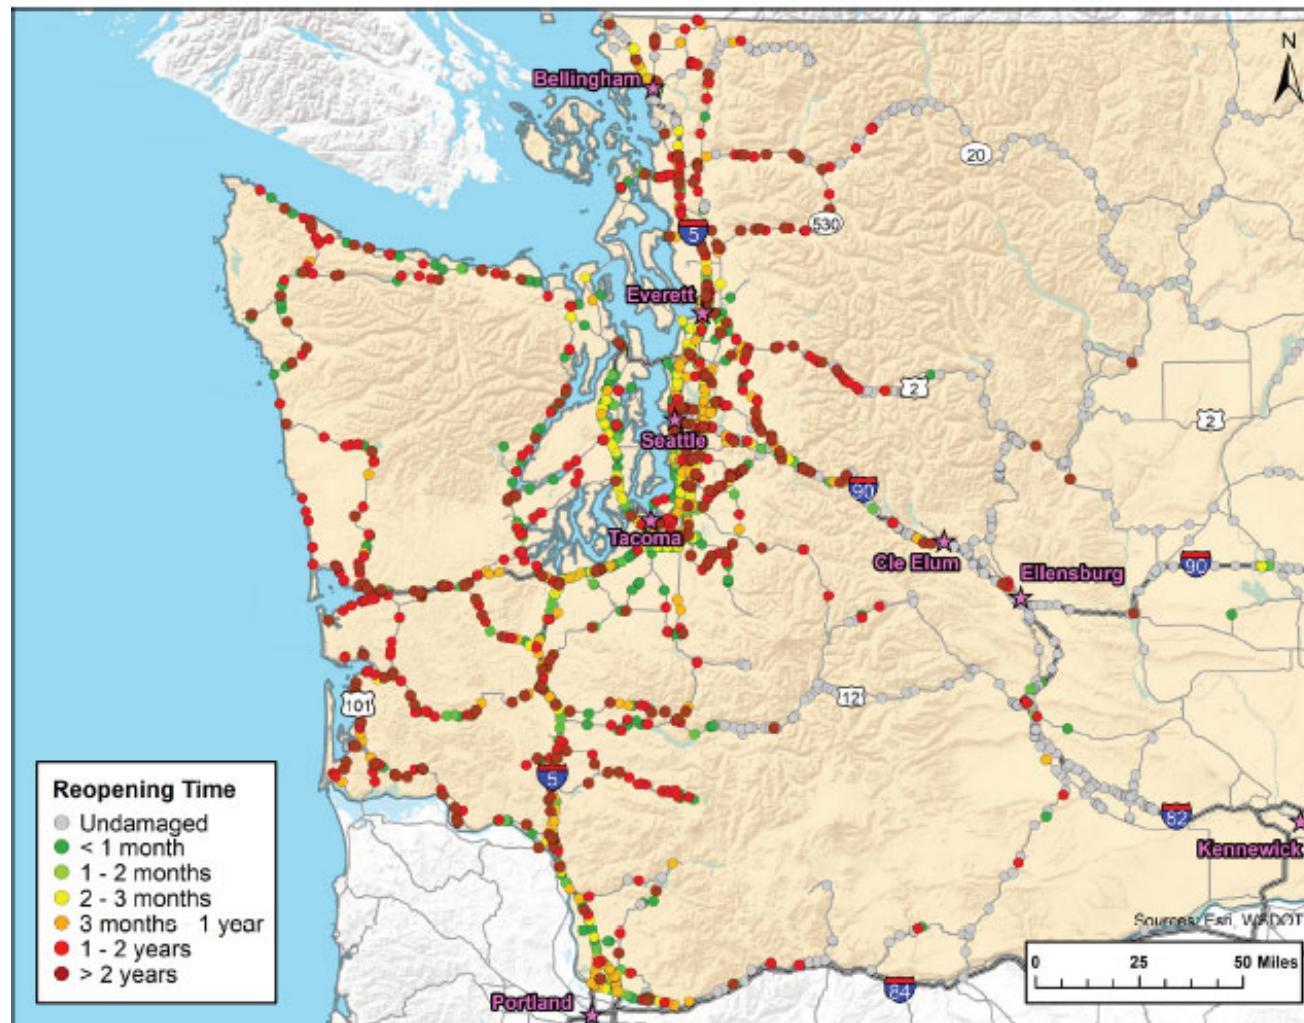 N
Bellingham
20
530
5
Everett
2
2
Seattle
90
Tacoma
Cle Elum
Ellensburg
90
12
101
5
82
Kennewick
Reopening Time
Undamaged
< 1 month
1 - 2 months
2 - 3 months
3 months - 1 year
1 - 2 years
> 2 years
Sources: Esri, WSDOT
0 25 50 Miles
84
Portland